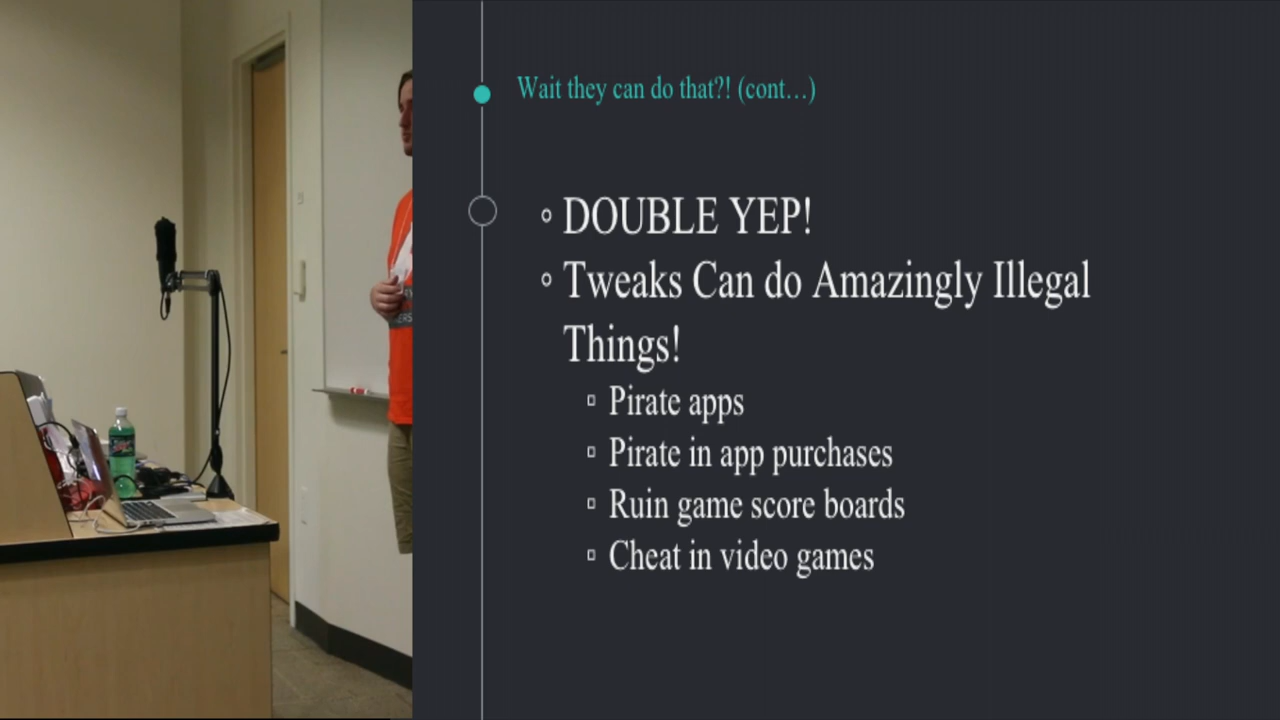 Wait they can do that?! (cont...)
DOUBLE YEP!
Tweaks Can do Amazingly Illegal
Things!
Pirate apps
Pirate in app purchases
Ruin game score boards
Cheat in video games